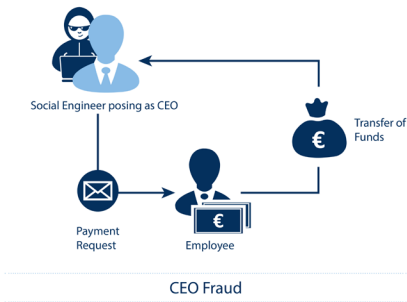 Social Engineer posing as CEO
€
Transfer of
Funds
Payment
Request
€
Employee
CEO Fraud